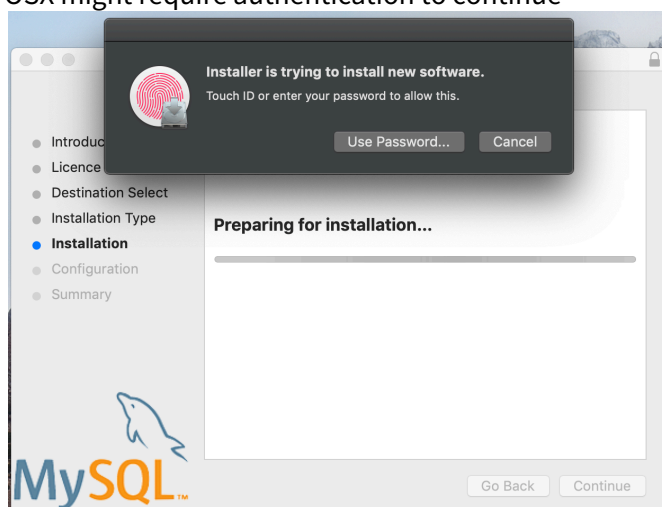 OSX might require authentication to continue
Installer is trying to install new software.
Touch ID or enter your password to allow this.
Use Password...
Cancel
Introduc
Licence
Destination Select
Installation Type
Installation
Configuration
Summary
Preparing for installation...
MySQL™
Go Back
Continue